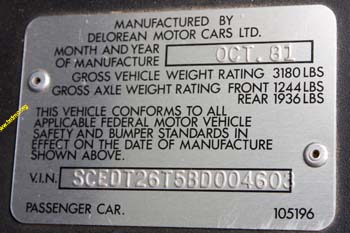 MANUFACTURED BY
DELOREAN MOTOR CARS LTD.
MONTH AND YEAR
OF MANUFACTURE OCT. 81
GROSS VEHICLE WEIGHT RATING 3180 LBS
GROSS AXLE WEIGHT RATING FRONT 1244 LBS
REAR 1936 LBS
THIS VEHICLE CONFORMS TO ALL
APPLICABLE FEDERAL MOTOR VEHICLE
SAFETY AND BUMPER STANDARDS IN
EFFECT ON THE DATE OF MANUFACTURE
SHOWN ABOVE.
V.I.N. SCEDT26T5BD004608
PASSENGER CAR. 105196